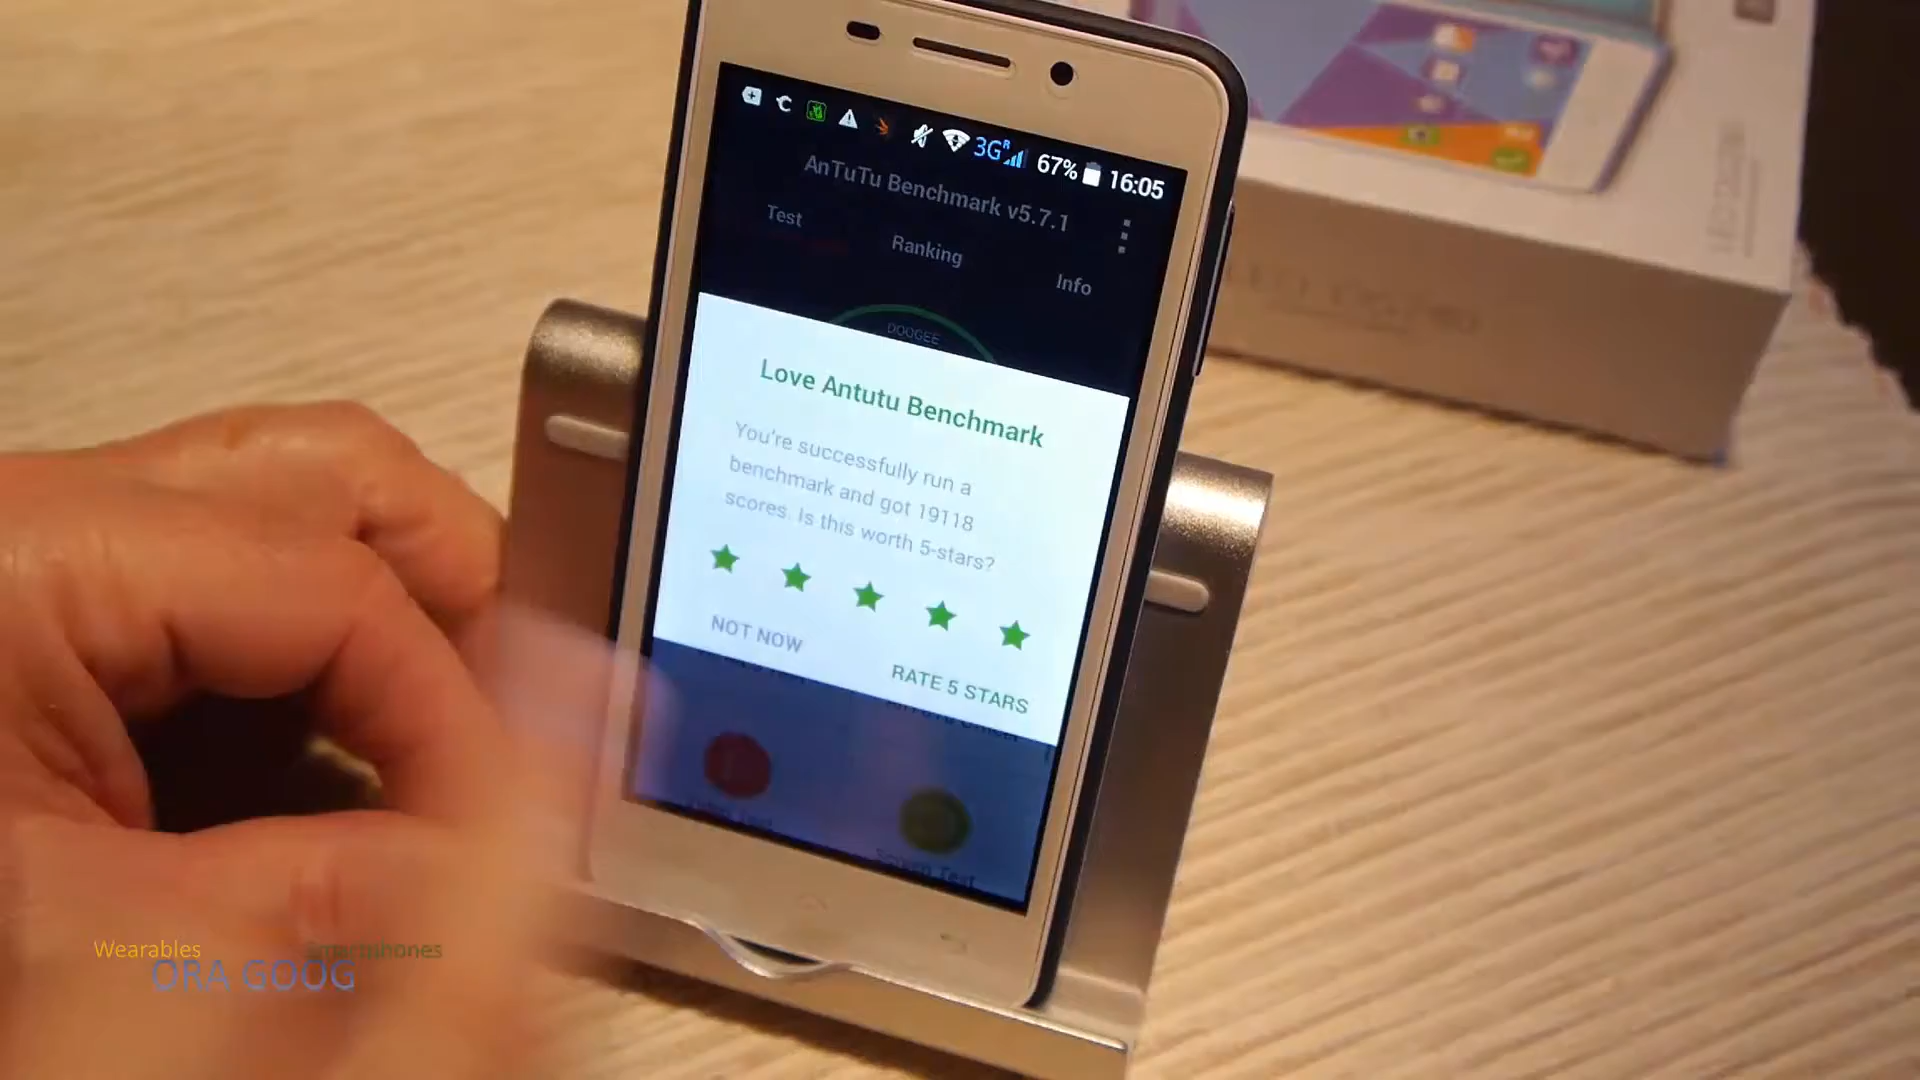 3G R 67% 16:05
AnTuTu Benchmark v5.7.1
Test Ranking Info
DOOGEE
Love Antutu Benchmark
You're successfully run a
benchmark and got 19118
scores. Is this worth 5-stars?
NOT NOW
RATE 5 STARS
Test
Wearables Smartphones
ORA GOOG